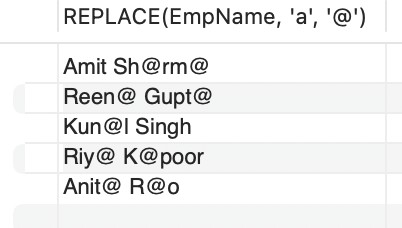 REPLACE(EmpName, 'a', '@')
Amit Sh@rm@
Reen@ Gupt@
Kun@l Singh
Riy@ K@poor
Anit@ R@o